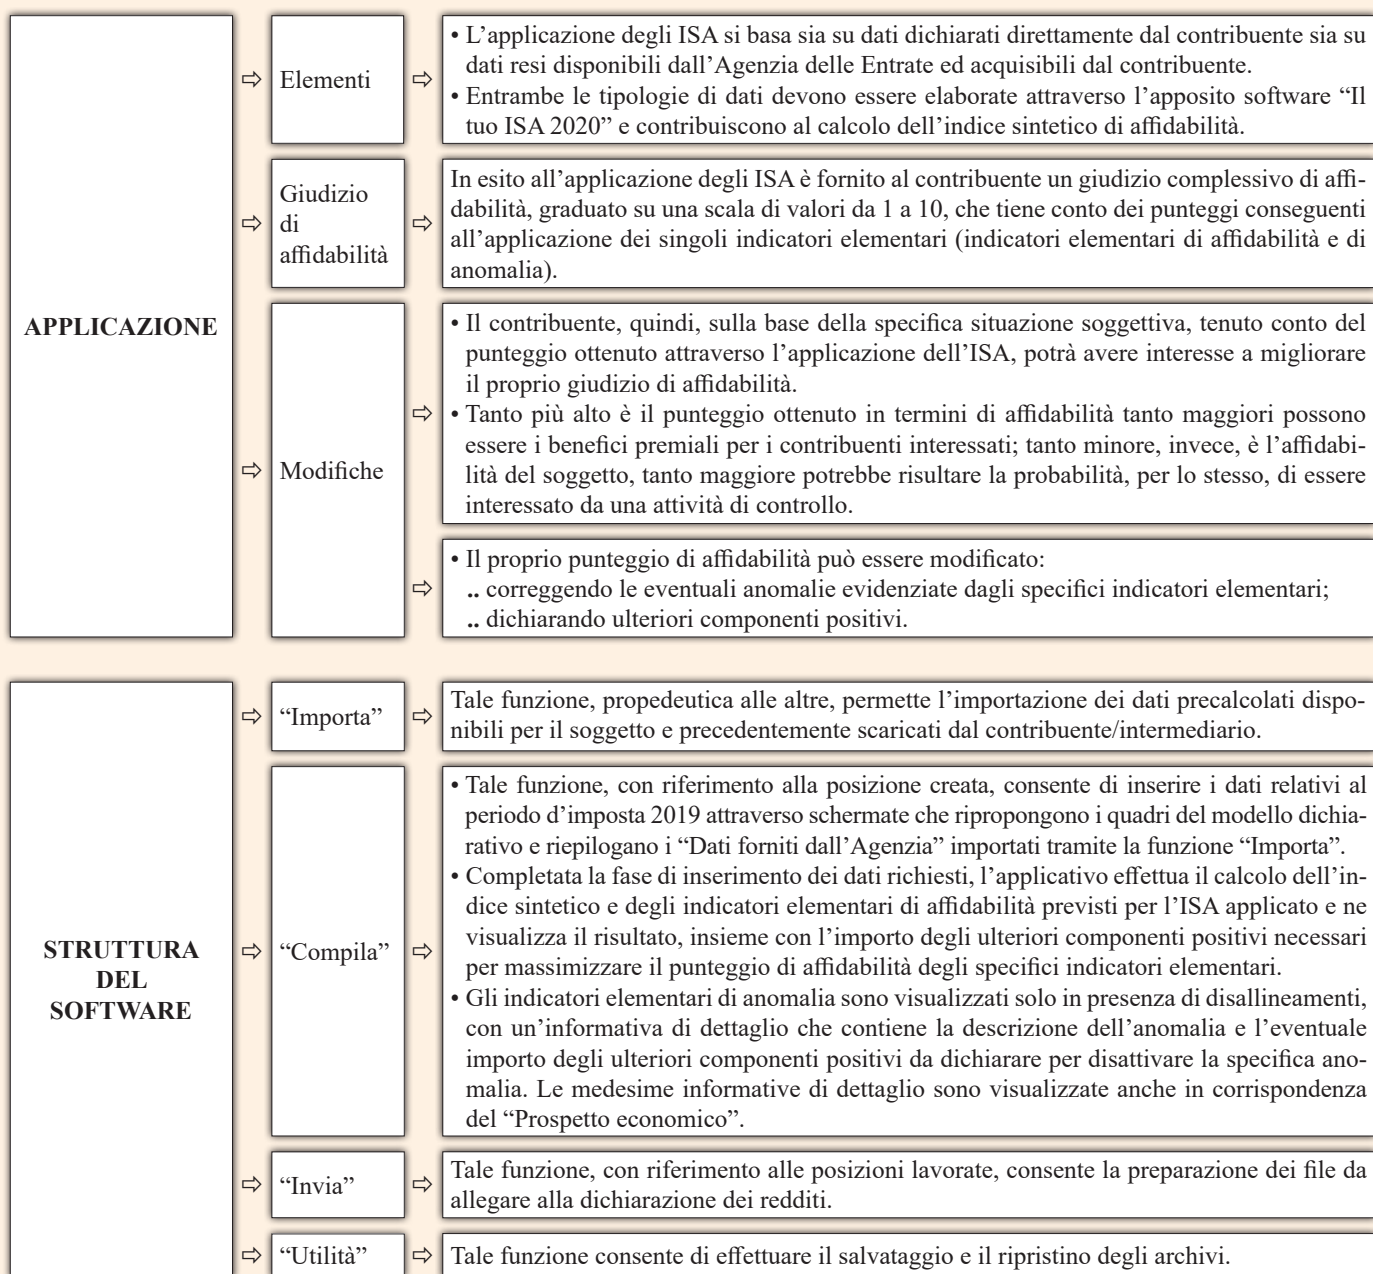 APPLICAZIONE
⇨ Elementi ⇨
• L’applicazione degli ISA si basa sia su dati dichiarati direttamente dal contribuente sia su
dati resi disponibili dall’Agenzia delle Entrate ed acquisibili dal contribuente.
• Entrambe le tipologie di dati devono essere elaborate attraverso l’apposito software “Il
tuo ISA 2020” e contribuiscono al calcolo dell’indice sintetico di affidabilità.
⇨ Giudizio
di
affidabilità ⇨
In esito all’applicazione degli ISA è fornito al contribuente un giudizio complessivo di affi-
dabilità, graduato su una scala di valori da 1 a 10, che tiene conto dei punteggi conseguenti
all’applicazione dei singoli indicatori elementari (indicatori elementari di affidabilità e di
anomalia).
⇨ Modifiche ⇨
• Il contribuente, quindi, sulla base della specifica situazione soggettiva, tenuto conto del
punteggio ottenuto attraverso l’applicazione dell’ISA, potrà avere interesse a migliorare
il proprio giudizio di affidabilità.
• Tanto più alto è il punteggio ottenuto in termini di affidabilità tanto maggiori possono
essere i benefici premiali per i contribuenti interessati; tanto minore, invece, è l’affidabi-
lità del soggetto, tanto maggiore potrebbe risultare la probabilità, per lo stesso, di essere
interessato da una attività di controllo.
⇨
• Il proprio punteggio di affidabilità può essere modificato:
.. correggendo le eventuali anomalie evidenziate dagli specifici indicatori elementari;
.. dichiarando ulteriori componenti positivi.
STRUTTURA
DEL
SOFTWARE
⇨ “Importa” ⇨
Tale funzione, propedeutica alle altre, permette l’importazione dei dati precalcolati dispo-
nibili per il soggetto e precedentemente scaricati dal contribuente/intermediario.
⇨ “Compila” ⇨
• Tale funzione, con riferimento alla posizione creata, consente di inserire i dati relativi al
periodo d’imposta 2019 attraverso schermate che ripropongono i quadri del modello dichia-
rativo e riepilogano i “Dati forniti dall’Agenzia” importati tramite la funzione “Importa”.
• Completata la fase di inserimento dei dati richiesti, l’applicativo effettua il calcolo dell’in-
dice sintetico e degli indicatori elementari di affidabilità previsti per l’ISA applicato e ne
visualizza il risultato, insieme con l’importo degli ulteriori componenti positivi necessari
per massimizzare il punteggio di affidabilità degli specifici indicatori elementari.
• Gli indicatori elementari di anomalia sono visualizzati solo in presenza di disallineamenti,
con un’informativa di dettaglio che contiene la descrizione dell’anomalia e l’eventuale
importo degli ulteriori componenti positivi da dichiarare per disattivare la specifica ano-
malia. Le medesime informative di dettaglio sono visualizzate anche in corrispondenza
del “Prospetto economico”.
⇨ “Invia” ⇨
Tale funzione, con riferimento alle posizioni lavorate, consente la preparazione dei file da
allegare alla dichiarazione dei redditi.
⇨ “Utilità” ⇨
Tale funzione consente di effettuare il salvataggio e il ripristino degli archivi.